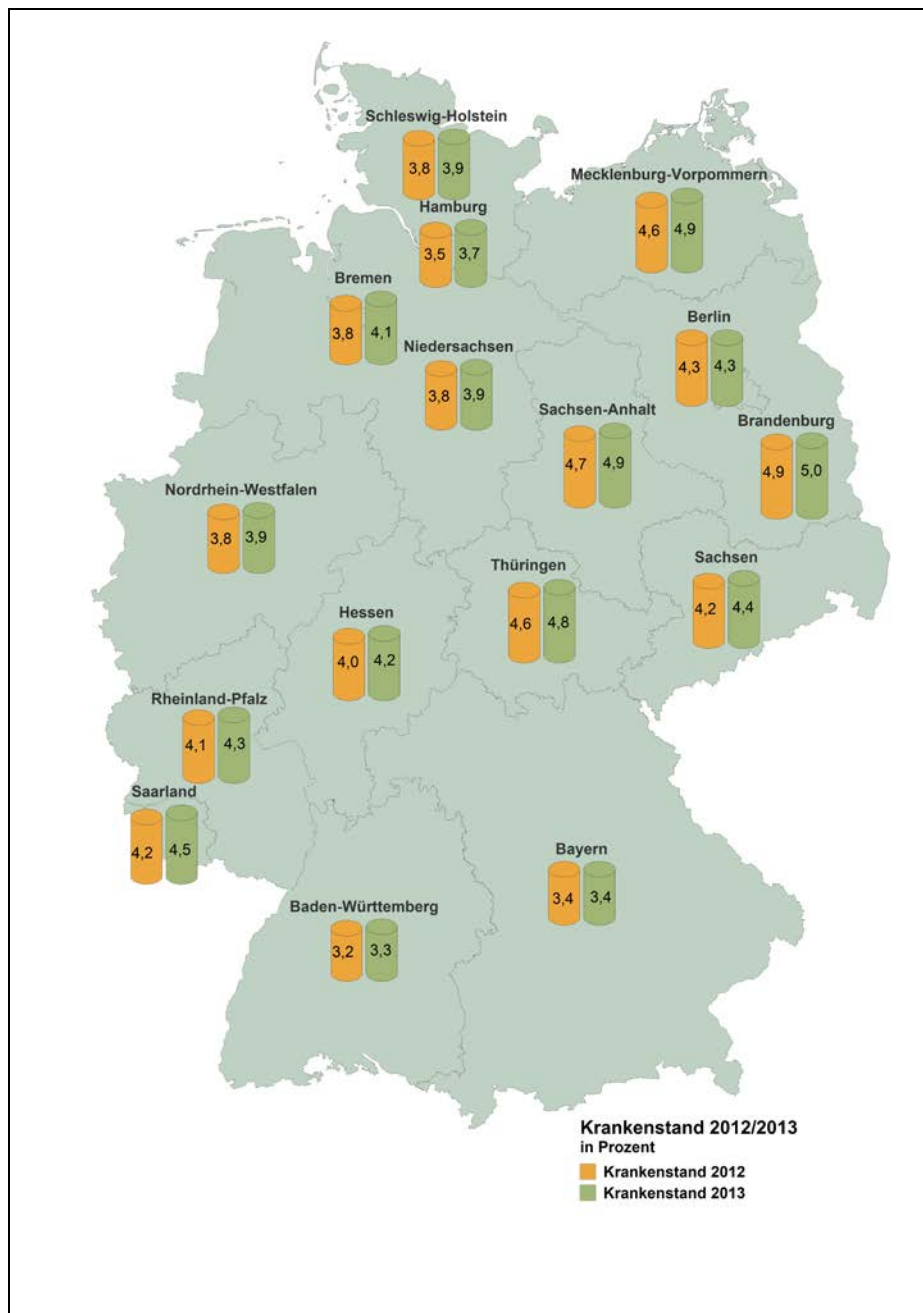 Schleswig-Holstein
3,8 3,9
Mecklenburg-Vorpommern
4,6 4,9
Hamburg
3,5 3,7
Bremen
3,8 4,1
Berlin
4,3 4,3
Niedersachsen
3,8 3,9
Sachsen-Anhalt
4,7 4,9
Brandenburg
4,9 5,0
Nordrhein-Westfalen
3,8 3,9
Thüringen
4,6 4,8
Sachsen
4,2 4,4
Hessen
4,0 4,2
Rheinland-Pfalz
4,1 4,3
Saarland
4,2 4,5
Bayern
3,4 3,4
Baden-Württemberg
3,2 3,3
Krankenstand 2012/2013
in Prozent
Krankenstand 2012
Krankenstand 2013